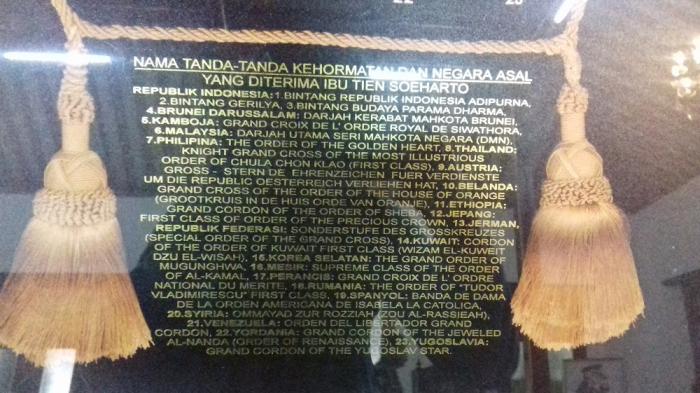 22 23
NAMA TANDA-TANDA KEHORMATAN DAN NEGARA ASAL
YANG DITERIMA IBU TIEN SOEHARTO
REPUBLIK INDONESIA: 1.BINTANG REPUBLIK INDONESIA ADIPURNA,
2.BINTANG GERILYA, 3.BINTANG BUDAYA PARAMA DHARMA,
4.BRUNEI DARUSSALAM: DARJAH KERABAT MAHKOTA BRUNEI,
5.KAMBOJA: GRAND CROIX DE L' ORDRE ROYAL DE SIWATHORA,
6.MALAYSIA: DARJAH UTAMA SERI MAHKOTA NEGARA (DMN),
7.PHILIPINA: THE ORDER OF THE GOLDEN HEART, 8.THAILAND:
KNIGHT GRAND CROSS OF THE MOST ILLUSTRIOUS
ORDER OF CHULA CHON KLAO (FIRST CLASS), 9.AUSTRIA:
GROSS - STERN DE EHRENZEICHEN FUER VERDIENSTE
UM DIE REPUBLIC OESTERREICH VERLIEHEN HAT, 10.BELANDA:
GRAND CROSS OF THE ORDER OF THE HOUSE OF ORANGE
(GROOTKRUIS IN DE HUIS ORDE VAN ORANJE), 11.ETHIOPIA:
GRAND CORDON OF THE ORDER OF SHEBA, 12.JEPANG:
FIRST CLASS OF ORDER OF THE PRECIOUS CROWN, 13.JERMAN,
REPUBLIK FEDERASI: SONDERSTUFE DES GROSSKREUZES
(SPECIAL ORDER OF THE GRAND CROSS), 14.KUWAIT: CORDON
OF THE ORDER OF KUWAIT FIRST CLASS (WIZAM EL-KUWEIT
DZU EL-WISAH), 15.KOREA SELATAN: THE GRAND ORDER OF
MUGUNGHWA, 16.MESIR: SUPREME CLASS OF THE ORDER
OF AL-KAMAL, 17.PERANCIS: GRAND CROIX DE L' ORDRE
NATIONAL DU MERITE, 18.RUMANIA: THE ORDER OF "TUDOR
VLADIMIRESCU" FIRST CLASS, 19.SPANYOL: BANDA DE DAMA
DE LA ORDEN AMERICANA DE ISABELA LA CATOLICA,
20.SYIRIA: OMMAYAD ZUR ROZZIAH (ZOU AL-RASSIEAH),
21.VENEZUELA: ORDEN DEL LIBERTADOR GRAND
CORDON, 22.YORDANIA: GRAND CORDON OF THE JEWELED
AL-NANDA (ORDER OF RENAISSANCE), 23.YUGOSLAVIA:
GRAND CORDON OF THE YUGOSLAV STAR.